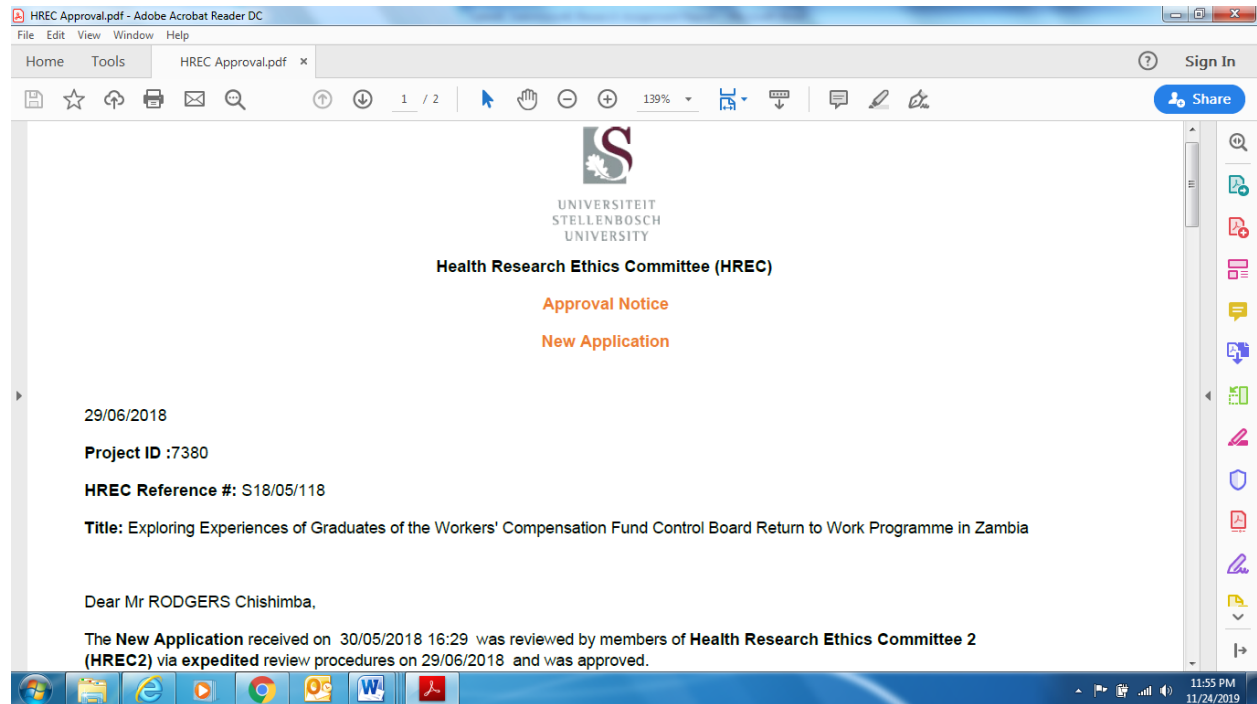 HREC Approval.pdf - Adobe Acrobat Reader DC
File Edit View Window Help
Home Tools HREC Approval.pdf × ? Sign In
1 / 2 139% Share
UNIVERSITEIT
STELLENBOSCH
UNIVERSITY
Health Research Ethics Committee (HREC)
Approval Notice
New Application
29/06/2018
Project ID :7380
HREC Reference #: S18/05/118
Title: Exploring Experiences of Graduates of the Workers' Compensation Fund Control Board Return to Work Programme in Zambia
Dear Mr RODGERS Chishimba,
The New Application received on 30/05/2018 16:29 was reviewed by members of Health Research Ethics Committee 2
(HREC2) via expedited review procedures on 29/06/2018 and was approved.
11:55 PM
11/24/2019